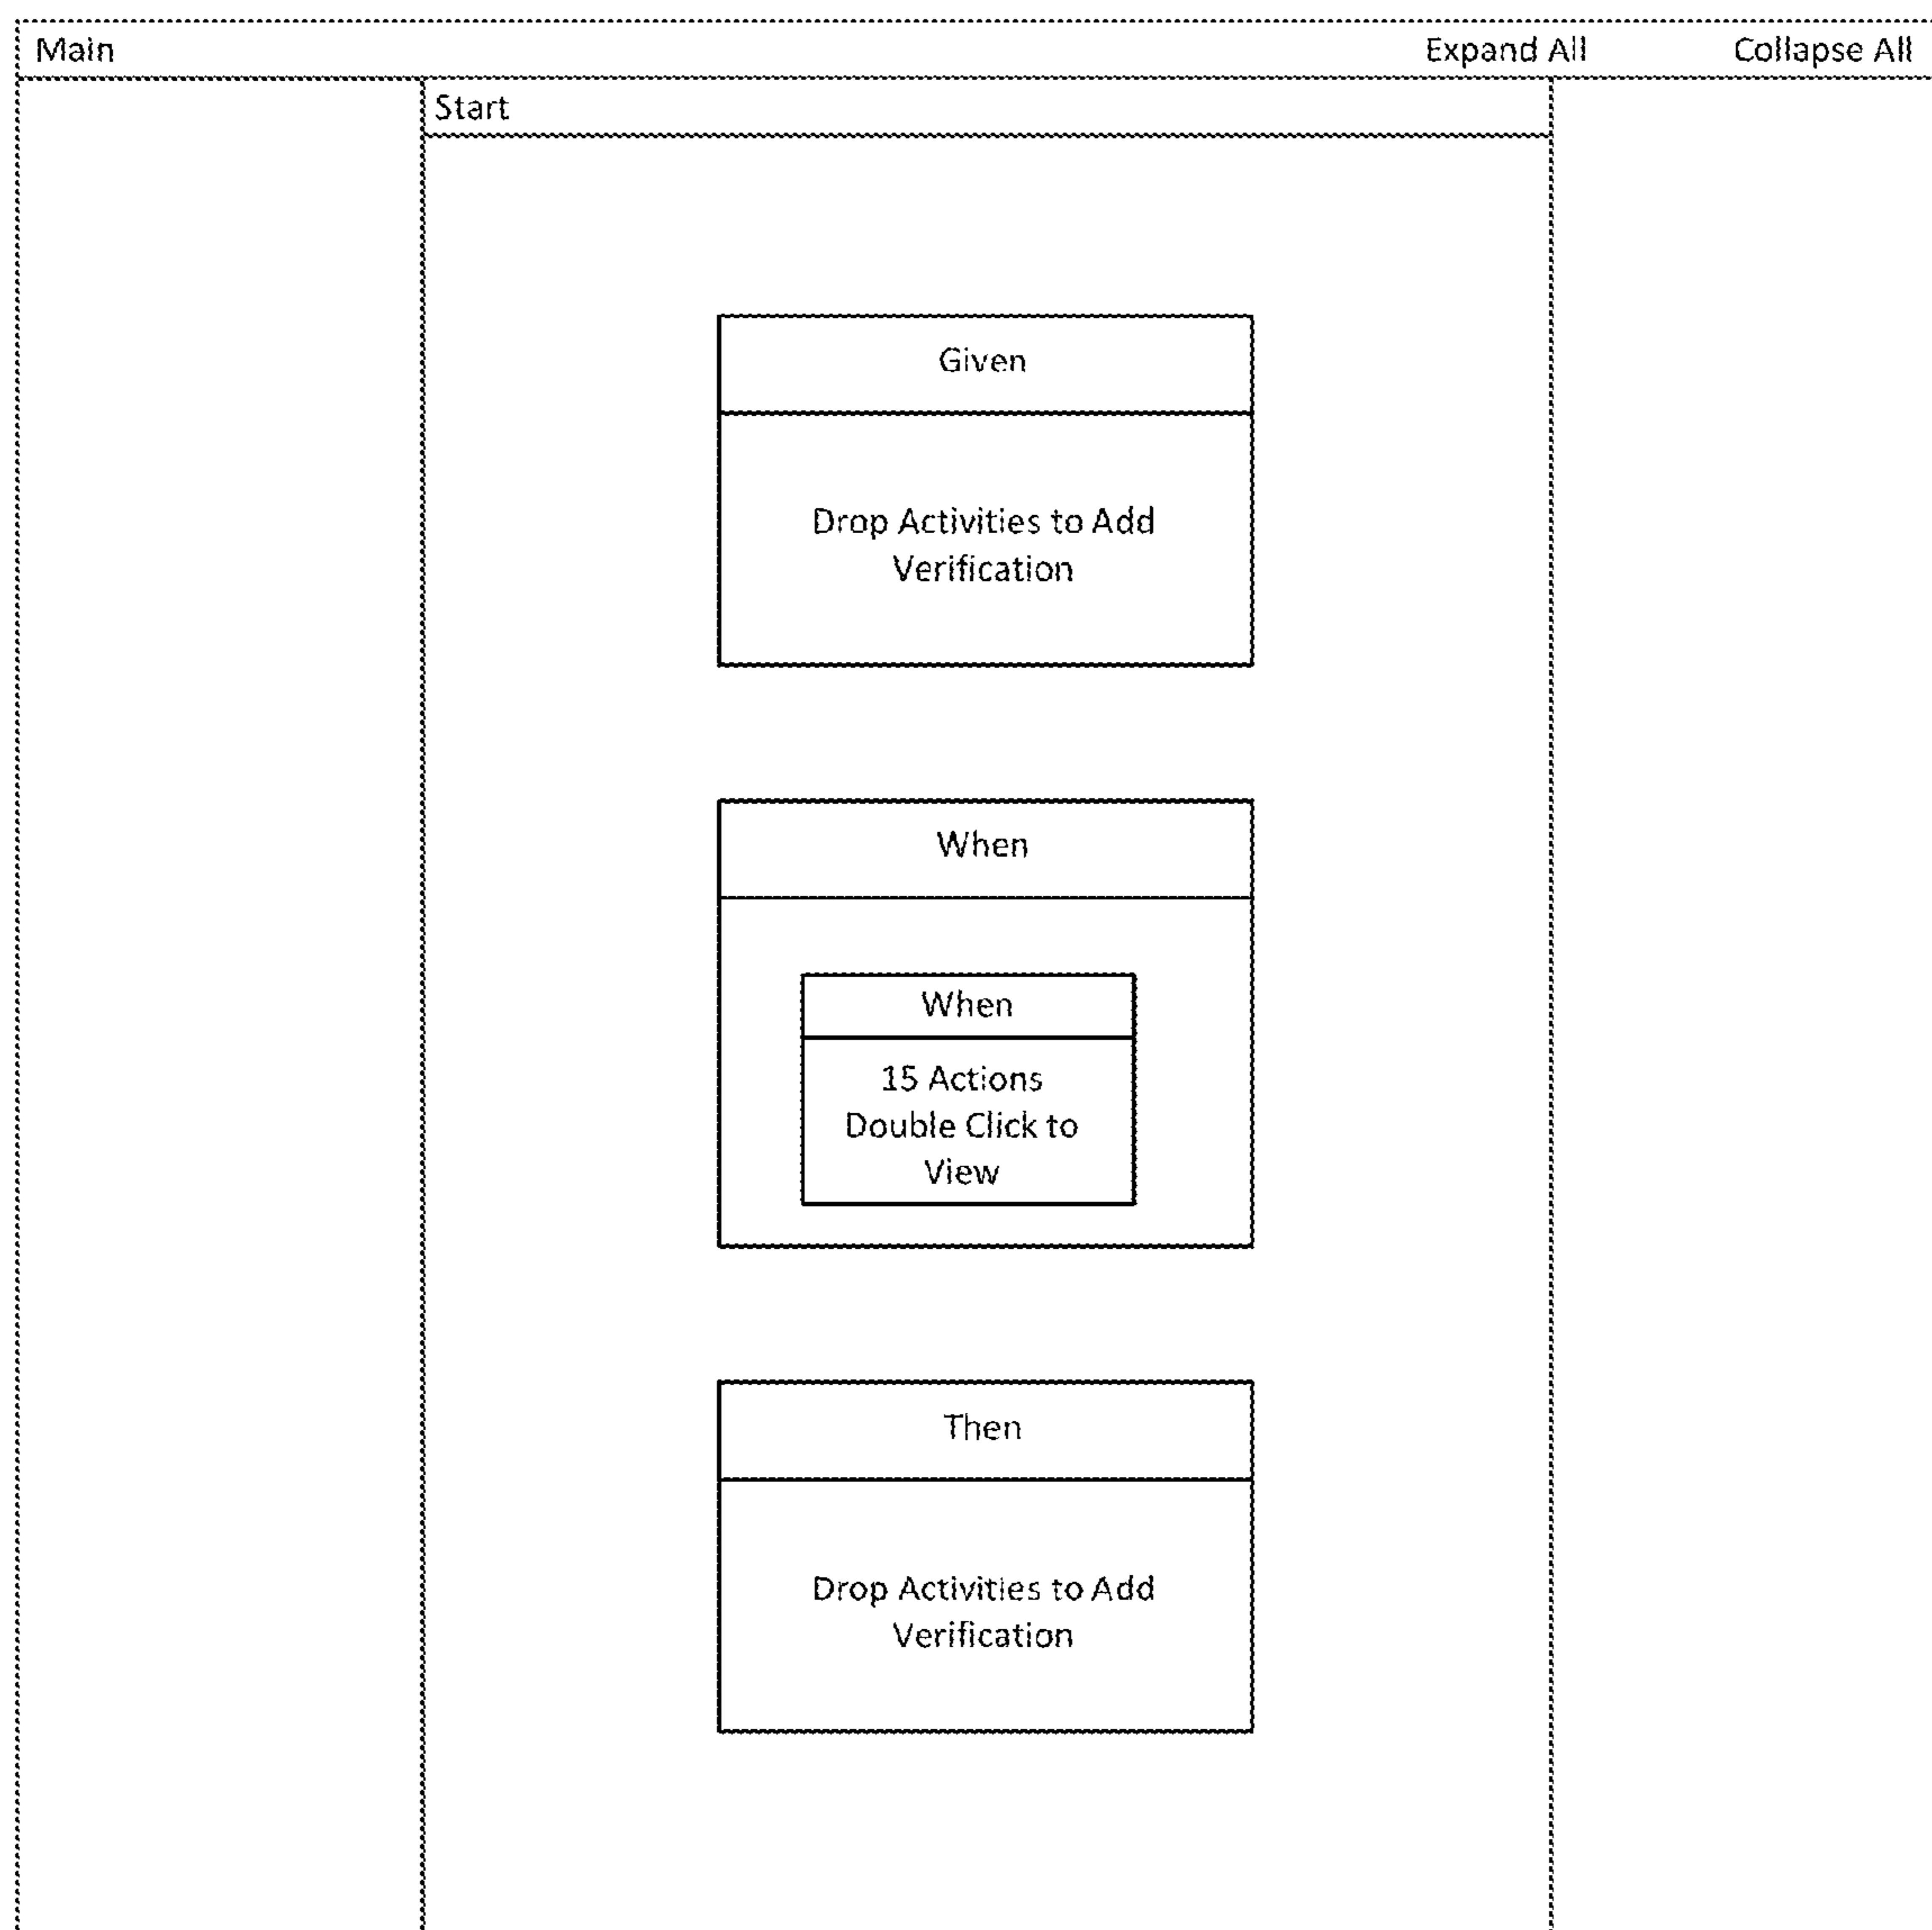 Main Expand All Collapse All
Start
Given
Drop Activities to Add
Verification
When
When
15 Actions
Double Click to
View
Then
Drop Activities to Add
Verification